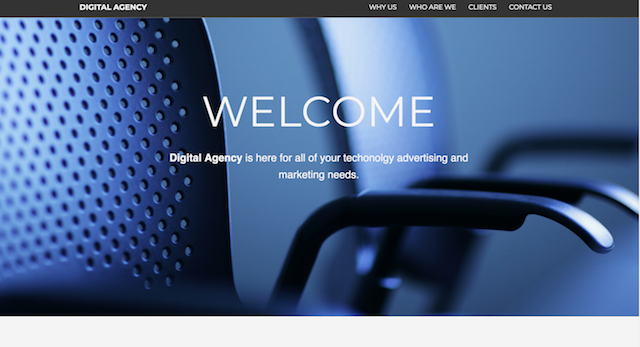 DIGITAL AGENCY WHY US WHO ARE WE CLIENTS CONTACT US
WELCOME
Digital Agency is here for all of your techonolgy advertising and
marketing needs.